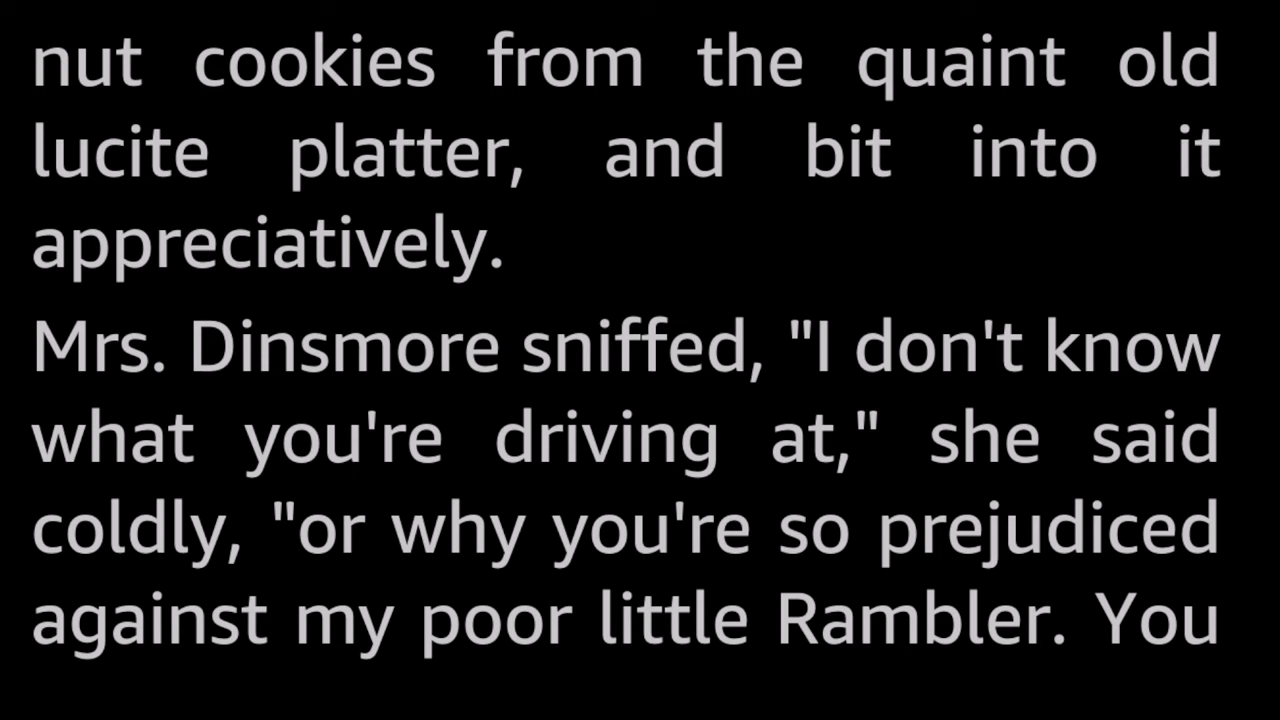 nut cookies from the quaint old
lucite platter, and bit into it
appreciatively.
Mrs. Dinsmore sniffed, "I don't know
what you're driving at," she said
coldly, "or why you're so prejudiced
against my poor little Rambler. You